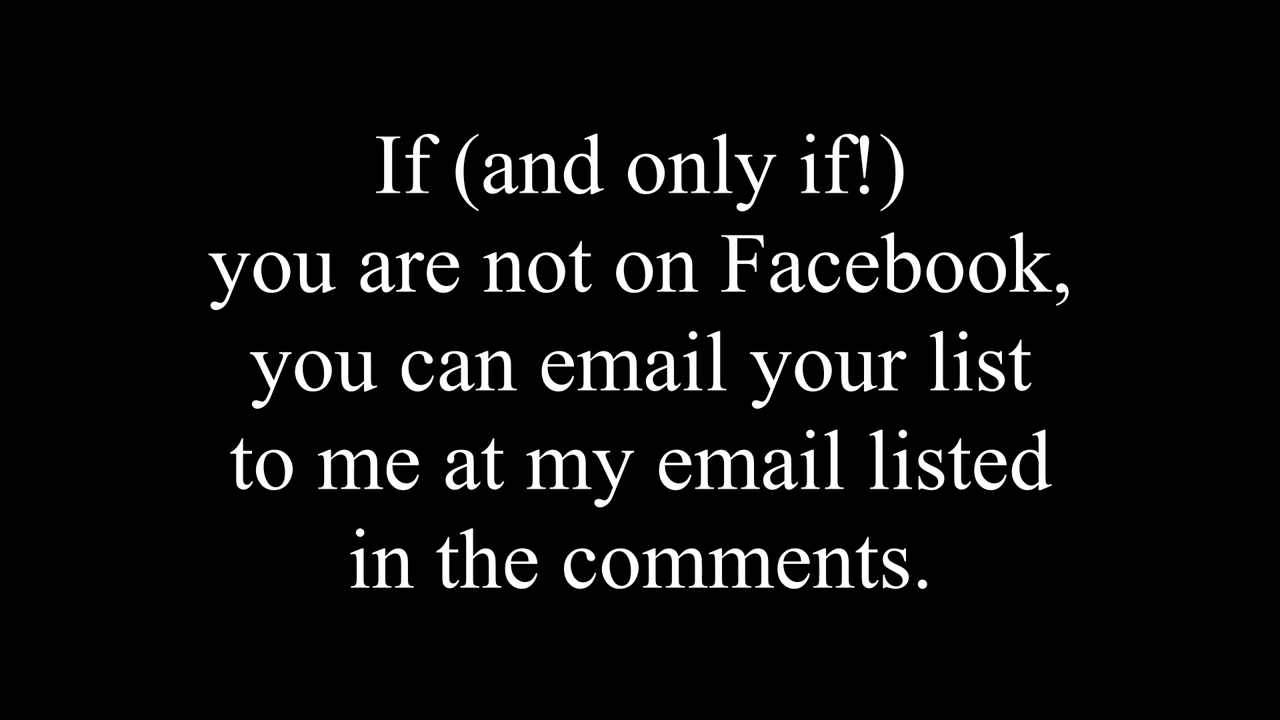 If (and only if!)
you are not on Facebook,
you can email your list
to me at my email listed
in the comments.